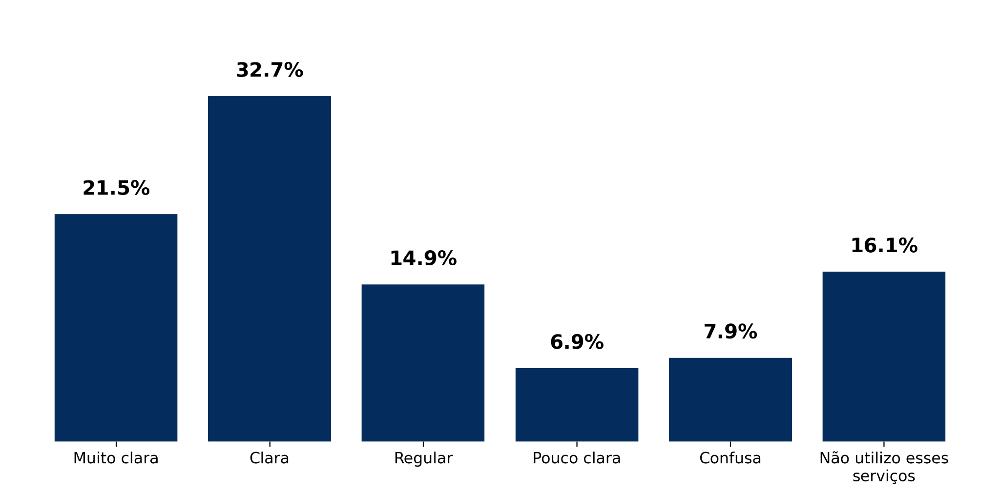 32.7%
21.5%
16.1%
14.9%
7.9%
6.9%
Muito clara
Clara
Regular
Pouco clara
Confusa
Não utilizo esses
serviços